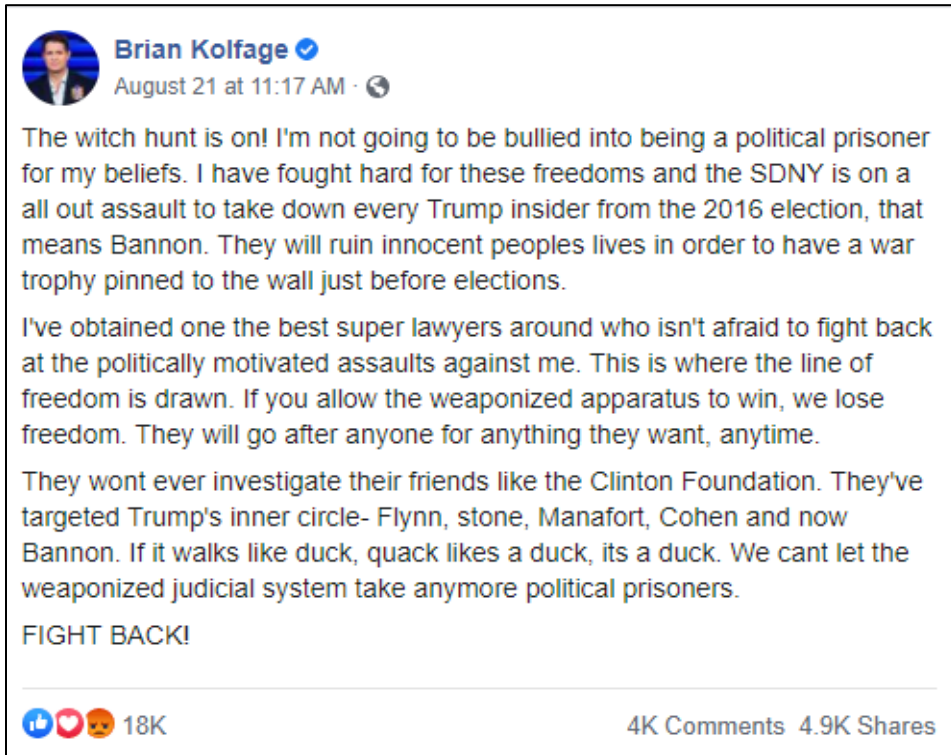 Brian Kolfage
August 21 at 11:17 AM ·
The witch hunt is on! I'm not going to be bullied into being a political prisoner
for my beliefs. I have fought hard for these freedoms and the SDNY is on a
all out assault to take down every Trump insider from the 2016 election, that
means Bannon. They will ruin innocent peoples lives in order to have a war
trophy pinned to the wall just before elections.
I've obtained one the best super lawyers around who isn't afraid to fight back
at the politically motivated assaults against me. This is where the line of
freedom is drawn. If you allow the weaponized apparatus to win, we lose
freedom. They will go after anyone for anything they want, anytime.
They wont ever investigate their friends like the Clinton Foundation. They've
targeted Trump's inner circle- Flynn, stone, Manafort, Cohen and now
Bannon. If it walks like duck, quack likes a duck, its a duck. We cant let the
weaponized judicial system take anymore political prisoners.
FIGHT BACK!
18K 4K Comments 4.9K Shares